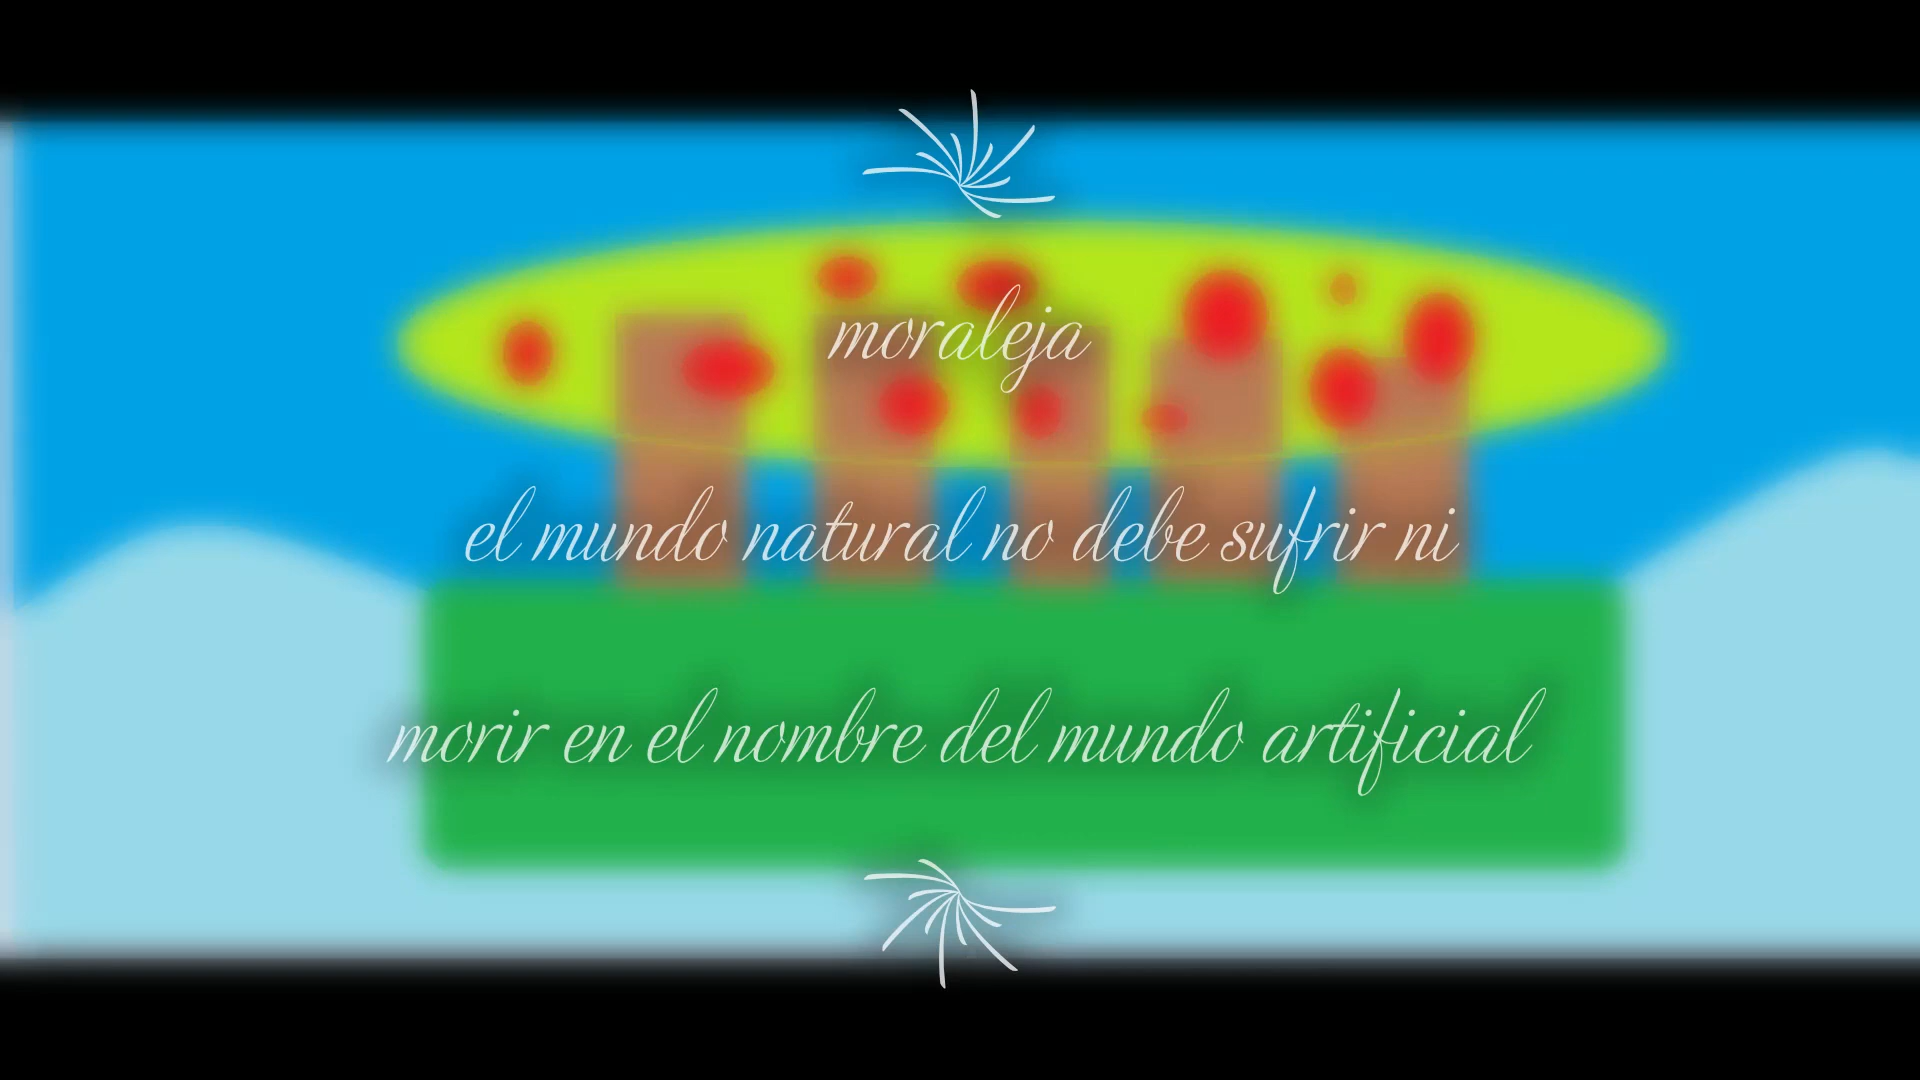 moraleja
el mundo natural no debe sufrir ni
morir en el nombre del mundo artificial